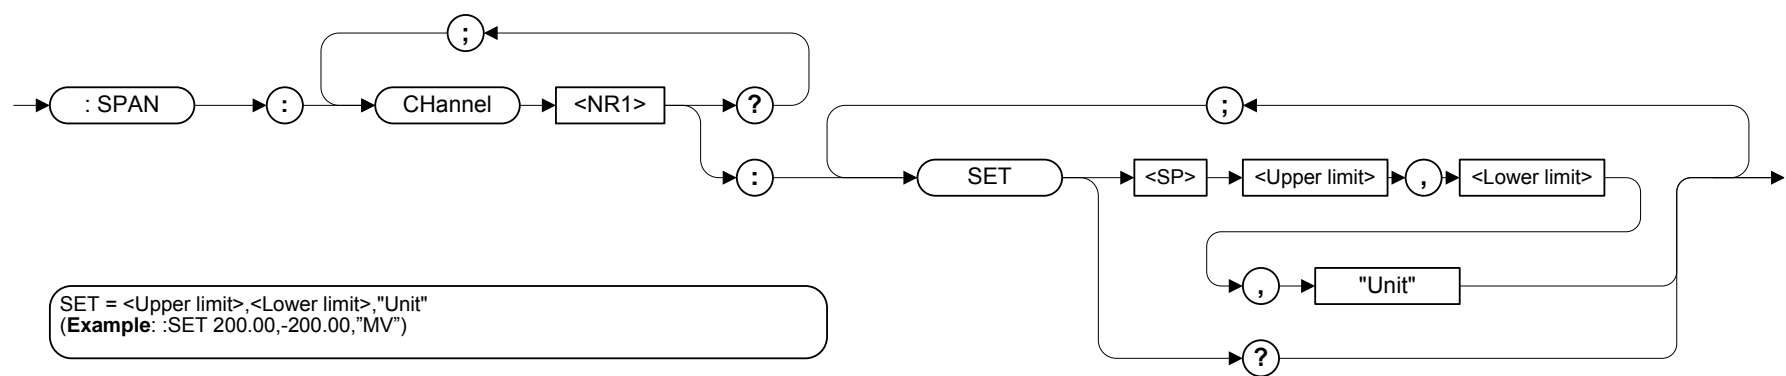 ;
: SPAN : CHannel <NR1> ?
;
: SET <SP> <Upper limit> , <Lower limit>
, "Unit"
?
SET = <Upper limit>,<Lower limit>,"Unit"
(Example: :SET 200.00,-200.00,”MV”)